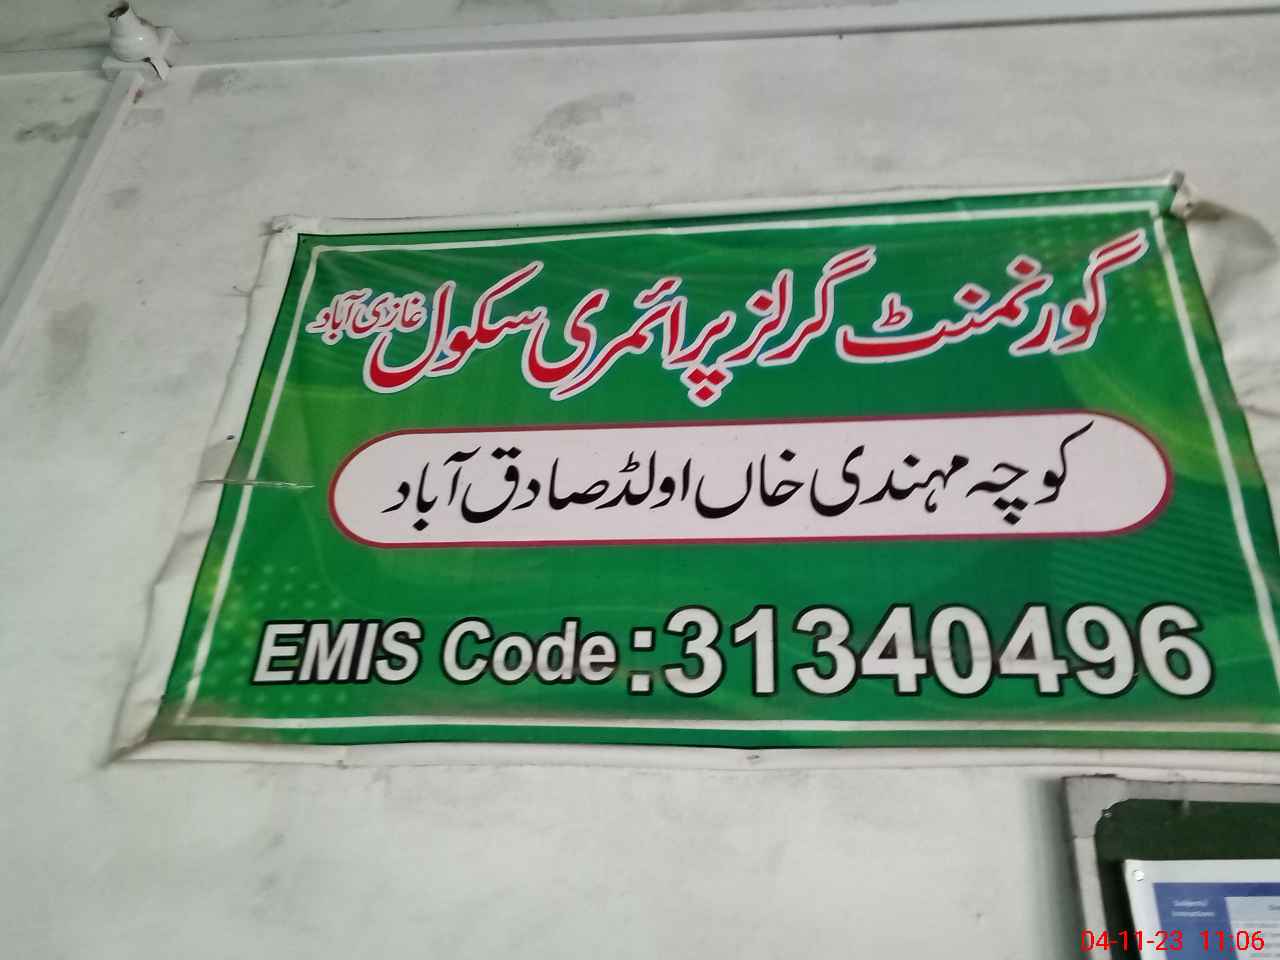 گورنمنٹ گرلز پرائمری سکول غازی آباد
کوچہ مہندی خاں اولڈ صادق آباد
EMIS Code:31340496
04-11-23 11:06